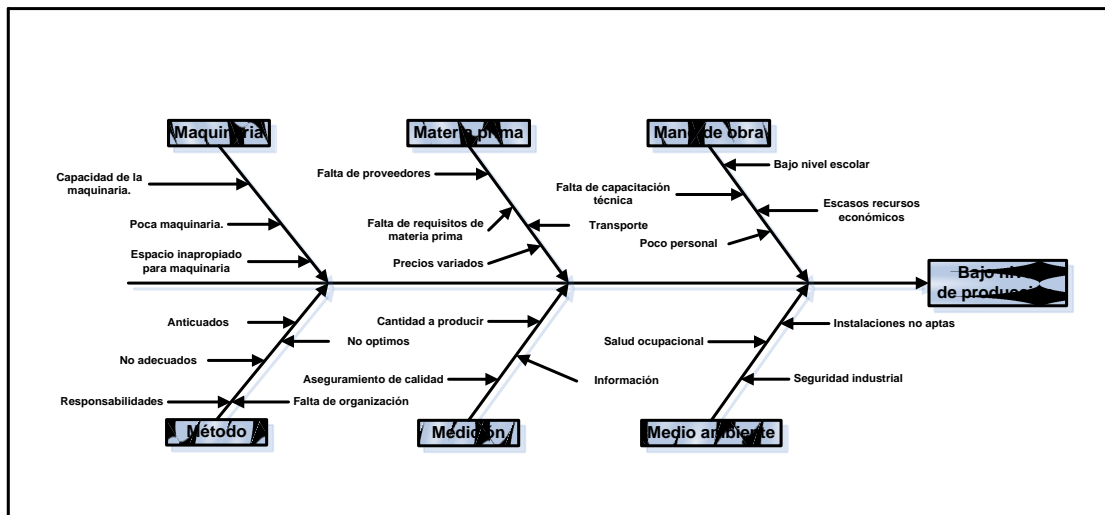 Maquinaria
Materia prima
Mano de obra
Bajo nivel escolar
Falta de proveedores
Capacidad de la
maquinaria.
Falta de capacitación
técnica
Escasos recursos
económicos
Poca maquinaria.
Falta de requisitos de
materia prima
Transporte
Poco personal
Espacio inapropiado
para maquinaria
Precios variados
Bajo nivel
de producción
Anticuados
Cantidad a producir
Instalaciones no aptas
No optimos
Salud ocupacional
No adecuados
Aseguramiento de calidad
Información
Seguridad industrial
Responsabilidades
Falta de organización
Método
Medición
Medio ambiente